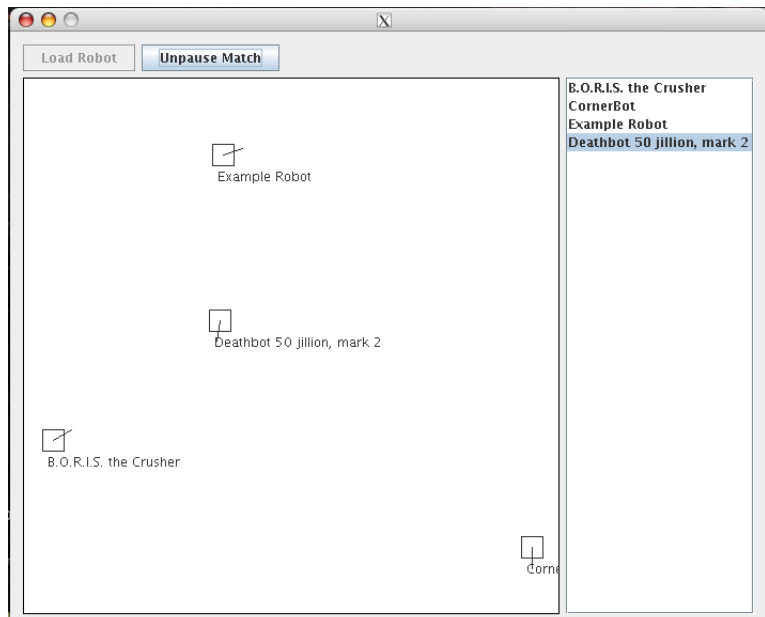 X
Load Robot
Unpause Match
B.O.R.I.S. the Crusher
CornerBot
Example Robot
Deathbot 50 jillion, mark 2
Example Robot
Deathbot 50 jillion, mark 2
B.O.R.I.S. the Crusher
Corne